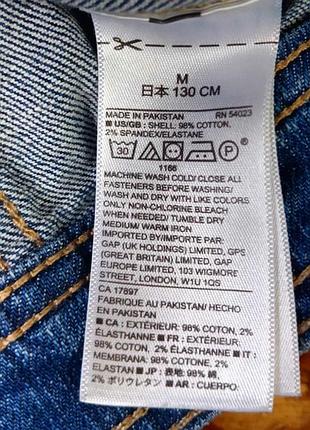 M
日本 130 CM
MADE IN PAKISTAN RN 54023
■ US/GB: SHELL: 98% COTTON,
2% SPANDEX/ELASTANE
30 P
1166
MACHINE WASH COLD/ CLOSE ALL
FASTENERS BEFORE WASHING/
WASH AND DRY WITH LIKE COLORS
ONLY NON-CHLORINE BLEACH
WHEN NEEDED/ TUMBLE DRY
MEDIUM/ WARM IRON
IMPORTED BY/IMPORTE PAR:
GAP (UK HOLDINGS) LIMITED, GPS
(GREAT BRITAIN) LIMITED, GAP
EUROPE LIMITED, 103 WIGMORE
STREET, LONDON, W1U 1QS
CA 17897
FABRIQUE AU PAKISTAN/ HECHO
EN PAKISTAN
■ CA : EXTÉRIEUR: 98% COTON, 2%
ÉLASTHANNE ■ FR : EXTÉRIEUR:
98% COTON, 2% ÉLASTHANNE ■ IT :
MEMBRANA: 98% COTONE, 2%
ELASTAN ■ JP : 表地: 98% 綿,
2% ポリウレタン ■ AR : CUERPO: